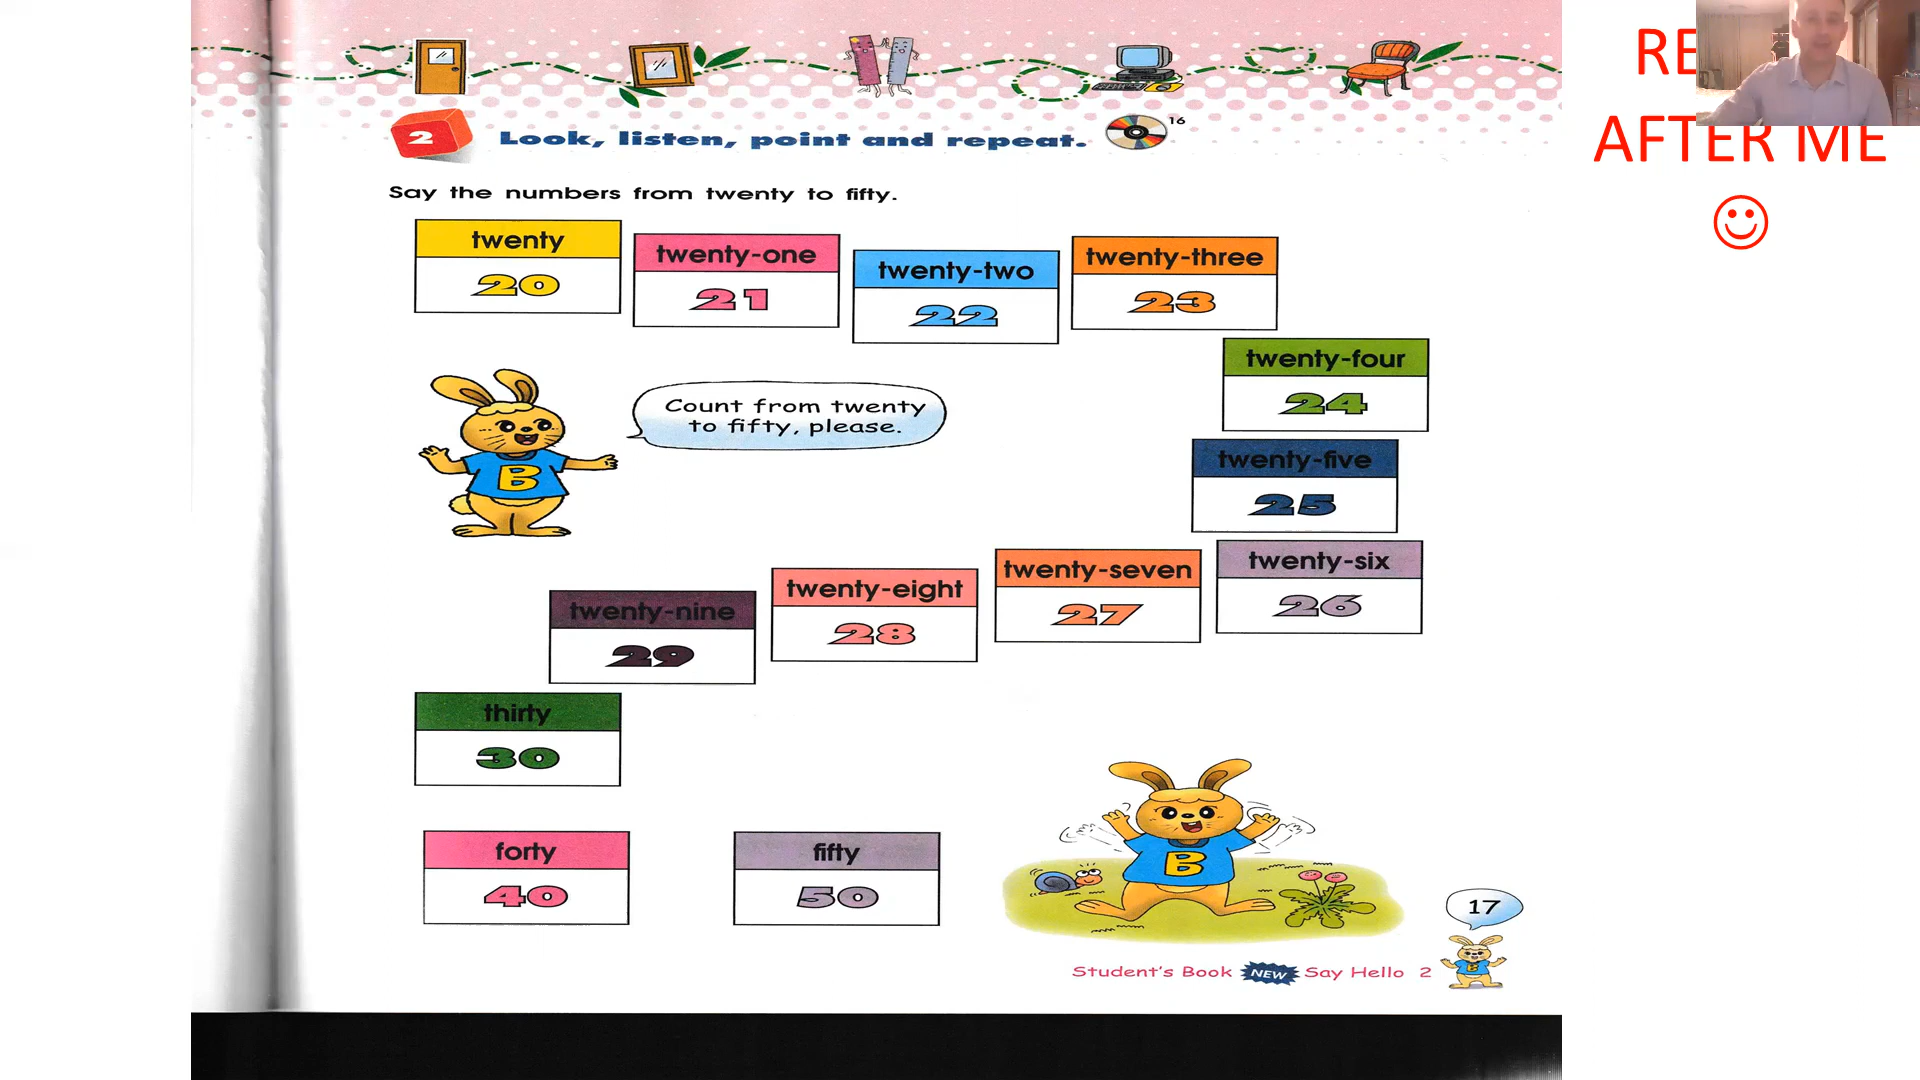 2
Look, listen, point and repeat.
16
Say the numbers from twenty to fifty.
twenty
20
twenty-one
21
twenty-two
22
twenty-three
23
twenty-four
24
twenty-five
25
twenty-six
26
twenty-seven
27
twenty-eight
28
twenty-nine
29
thirty
30
forty
40
fifty
50
Count from twenty
to fifty, please.
B
B
17
B
Student's Book NEW Say Hello 2
AFTER ME